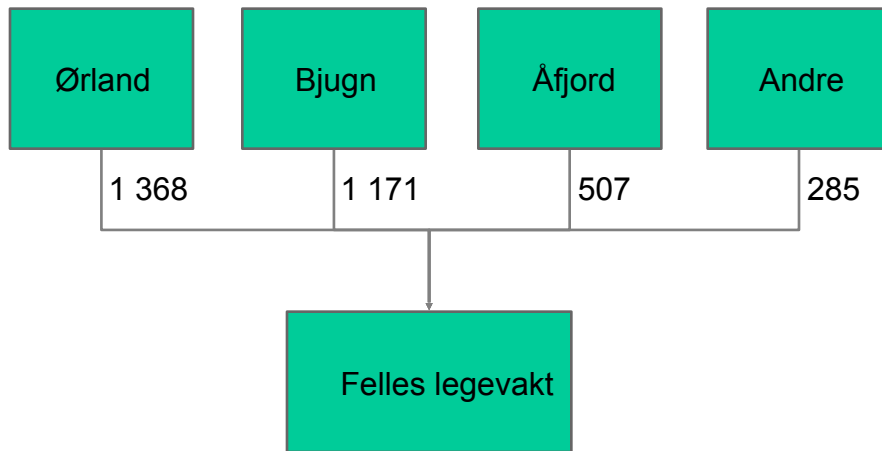 Ørland
Bjugn
Åfjord
Andre
1 368
1 171
507
285
Felles legevakt